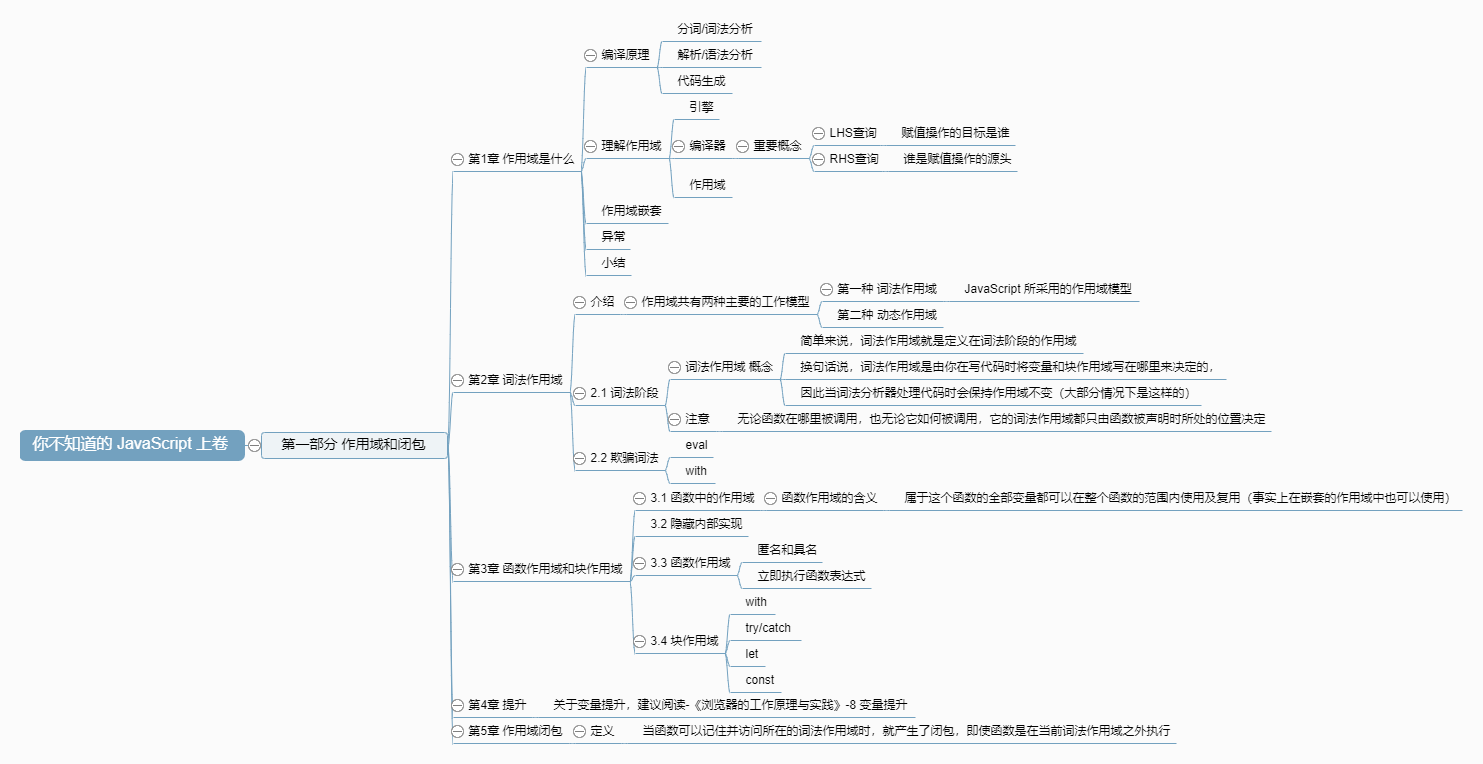 你不知道的 JavaScript 上卷
第一部分 作用域和闭包
第1章 作用域是什么
编译原理
分词/词法分析
解析/语法分析
代码生成
理解作用域
引擎
编译器
重要概念
LHS查询
赋值操作的目标是谁
RHS查询
谁是赋值操作的源头
作用域
作用域嵌套
异常
小结
第2章 词法作用域
介绍
作用域共有两种主要的工作模型
第一种 词法作用域
JavaScript 所采用的作用域模型
第二种 动态作用域
2.1 词法阶段
词法作用域 概念
简单来说，词法作用域就是定义在词法阶段的作用域
换句话说，词法作用域是由你在写代码时将变量和块作用域写在哪里来决定的，
因此当词法分析器处理代码时会保持作用域不变（大部分情况下是这样的）
注意
无论函数在哪里被调用，也无论它如何被调用，它的词法作用域都只由函数被声明时所处的位置决定
2.2 欺骗词法
eval
with
第3章 函数作用域和块作用域
3.1 函数中的作用域
函数作用域的含义
属于这个函数的全部变量都可以在整个函数的范围内使用及复用（事实上在嵌套的作用域中也可以使用）
3.2 隐藏内部实现
3.3 函数作用域
匿名和具名
立即执行函数表达式
3.4 块作用域
with
try/catch
let
const
第4章 提升
关于变量提升，建议阅读-《浏览器的工作原理与实践》-8 变量提升
第5章 作用域闭包
定义
当函数可以记住并访问所在的词法作用域时，就产生了闭包，即使函数是在当前词法作用域之外执行